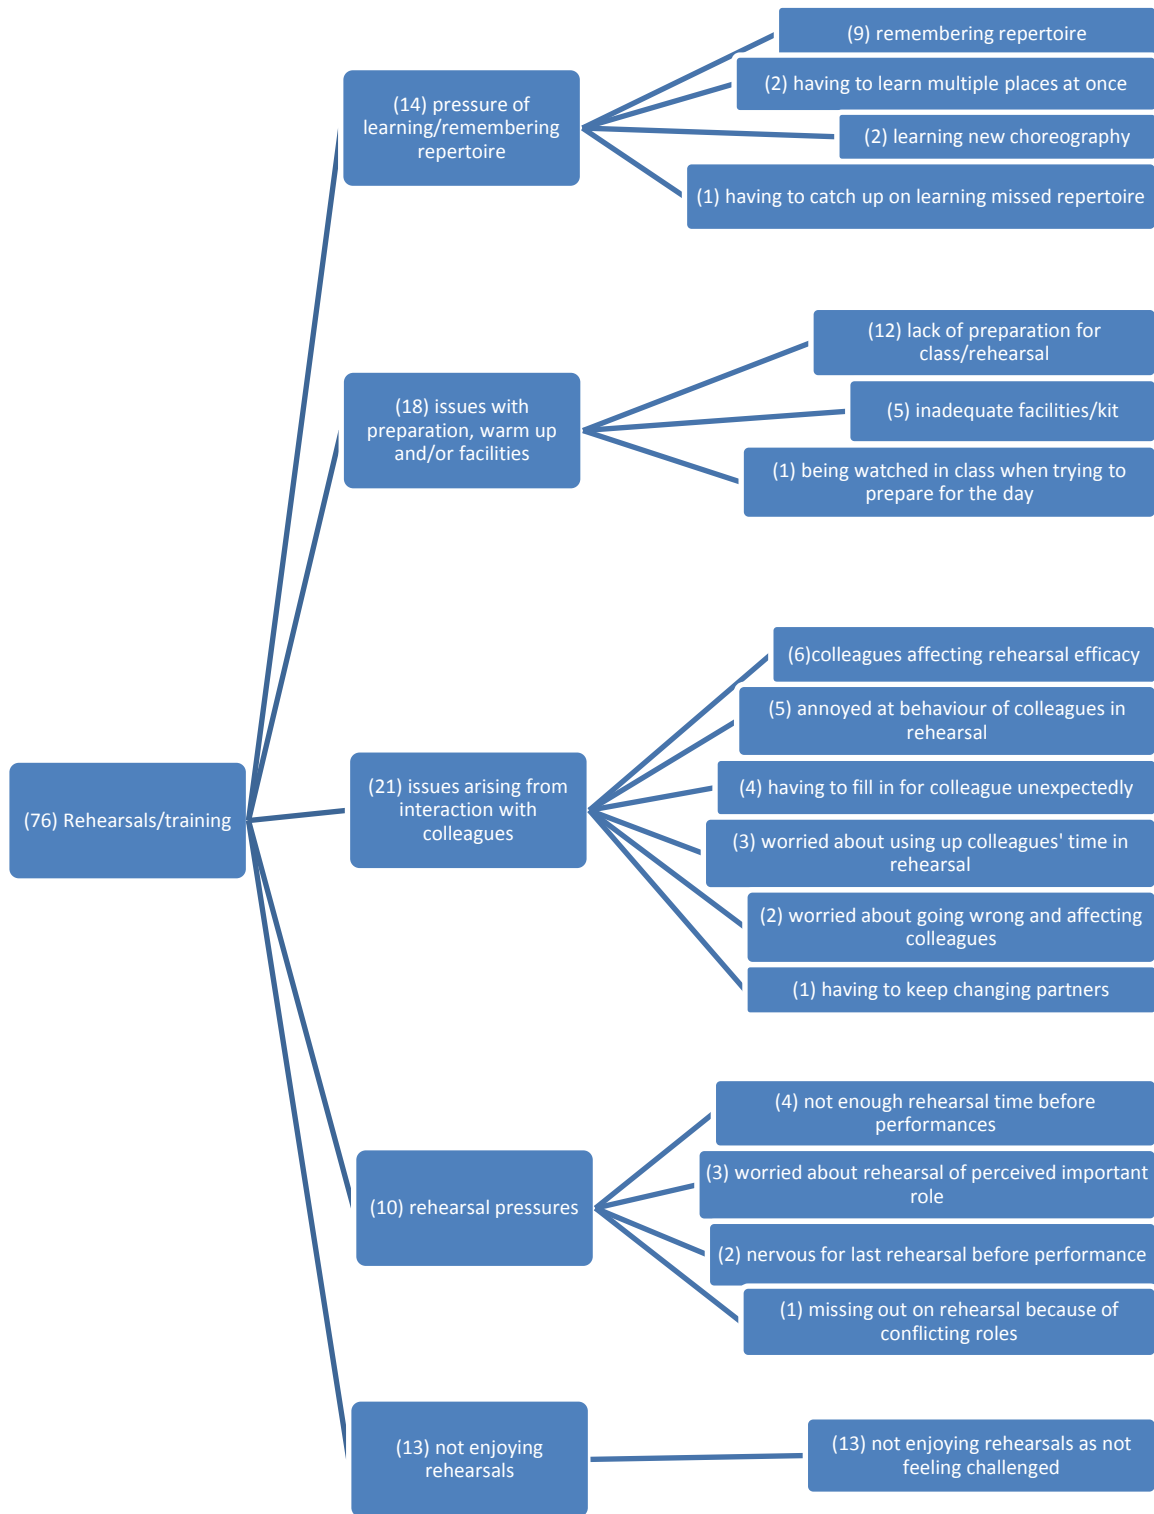 (9) remembering repertoire
(2) having to learn multiple places at once
(14) pressure of
learning/remembering
repertoire
(2) learning new choreography
(1) having to catch up on learning missed repertoire
(12) lack of preparation for
class/rehearsal
(18) issues with
preparation, warm up
and/or facilities
(5) inadequate facilities/kit
(1) being watched in class when trying to
prepare for the day
(6)colleagues affecting rehearsal efficacy
(5) annoyed at behaviour of colleagues in
rehearsal
(76) Rehearsals/training
(21) issues arising from
interaction with
colleagues
(4) having to fill in for colleague unexpectedly
(3) worried about using up colleagues' time in
rehearsal
(2) worried about going wrong and affecting
colleagues
(1) having to keep changing partners
(4) not enough rehearsal time before
performances
(10) rehearsal pressures
(3) worried about rehearsal of perceived important
role
(2) nervous for last rehearsal before performance
(1) missing out on rehearsal because of
conflicting roles
(13) not enjoying
rehearsals
(13) not enjoying rehearsals as not
feeling challenged